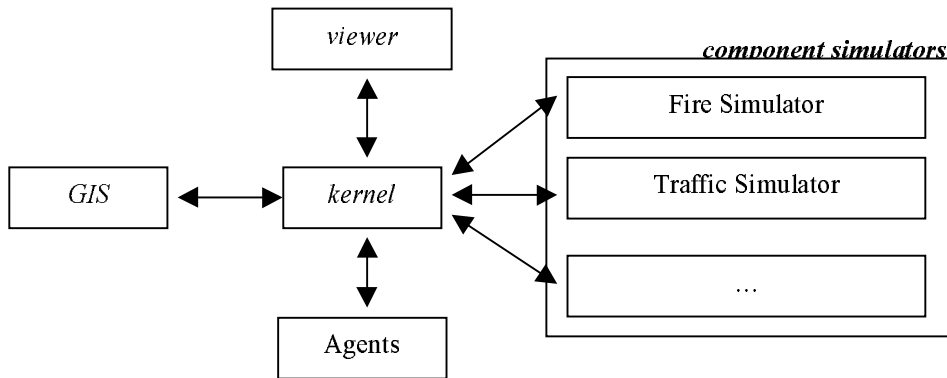 viewer
component simulators
Fire Simulator
GIS
kernel
Traffic Simulator
...
Agents